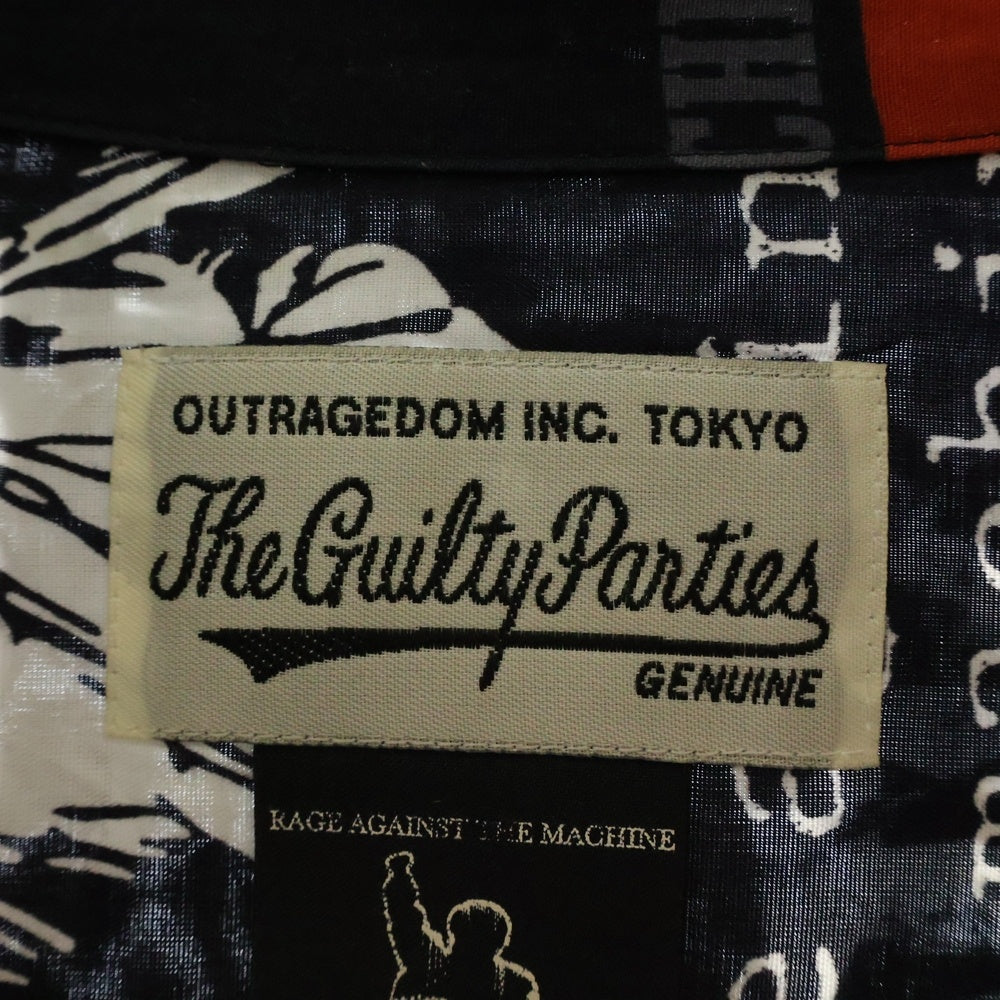 OUTRAGEDOM INC. TOKYO
The Guilty Parties
GENUINE
RAGE AGAINST THE MACHINE